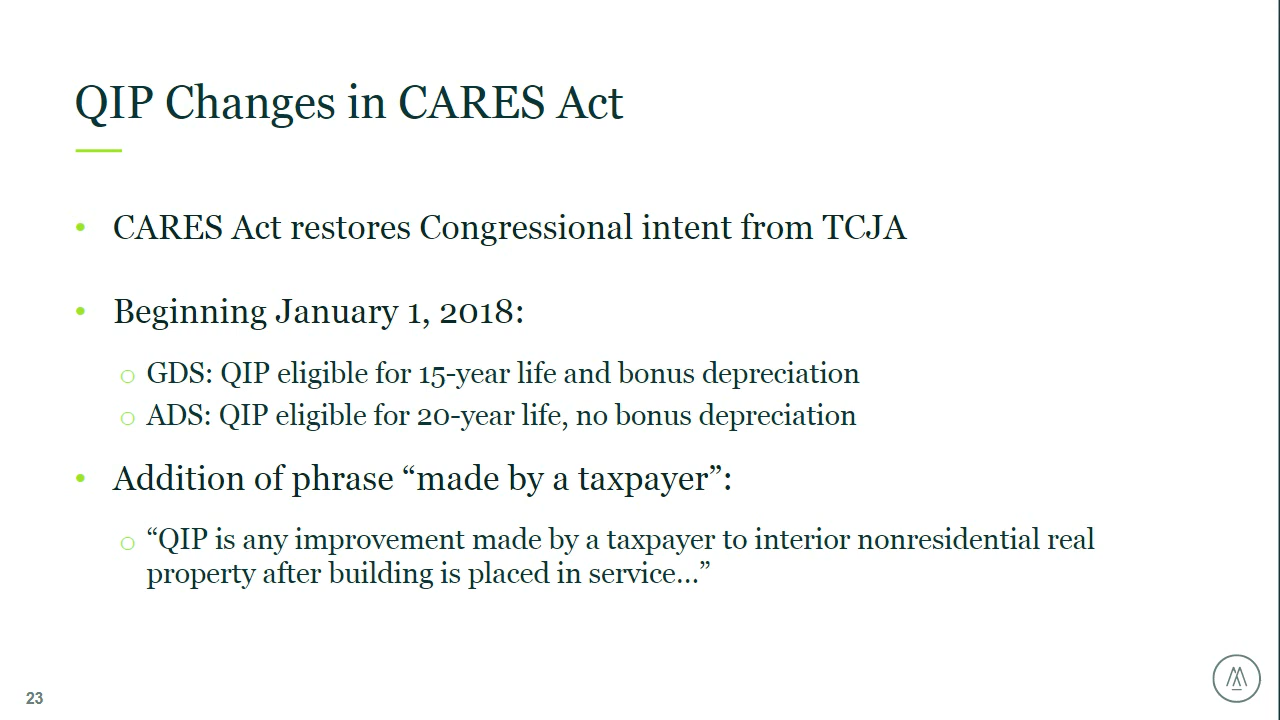 QIP Changes in CARES Act
• CARES Act restores Congressional intent from TCJA
• Beginning January 1, 2018:
o GDS: QIP eligible for 15-year life and bonus depreciation
o ADS: QIP eligible for 20-year life, no bonus depreciation
• Addition of phrase “made by a taxpayer”:
o “QIP is any improvement made by a taxpayer to interior nonresidential real
property after building is placed in service…”
23